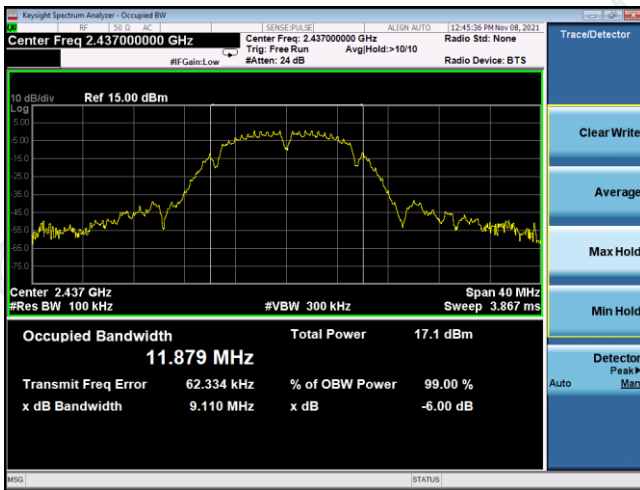 Keysight Spectrum Analyzer - Occupied BW
RF 50 Ω AC SENSE:PULSE ALIGN AUTO 12:45:36 PM Nov 08, 2021
Center Freq 2.437000000 GHz Center Freq: 2.437000000 GHz Radio Std: None
Trig: Free Run Avg|Hold:>10/10
#IFGain:Low #Atten: 24 dB Radio Device: BTS
10 dB/div Ref 15.00 dBm
Log
5.00
-5.00
-15.0
-25.0
-35.0
-45.0
-55.0
-65.0
-75.0
Center 2.437 GHz Span 40 MHz
#Res BW 100 kHz #VBW 300 kHz Sweep 3.867 ms
Occupied Bandwidth Total Power 17.1 dBm
11.879 MHz
Transmit Freq Error 62.334 kHz % of OBW Power 99.00 %
x dB Bandwidth 9.110 MHz x dB -6.00 dB
MSG STATUS
Trace/Detector
Clear Write
Average
Max Hold
Min Hold
Detector
Peak▶
Auto Man